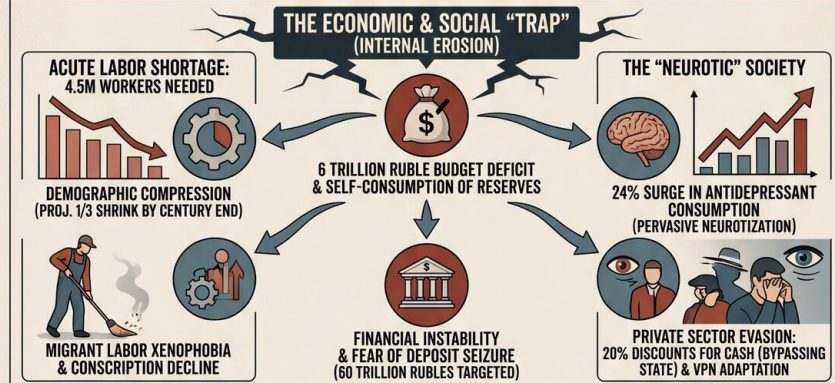 THE ECONOMIC & SOCIAL “TRAP”
(INTERNAL EROSION)
ACUTE LABOR SHORTAGE:
4.5M WORKERS NEEDED
DEMOGRAPHIC COMPRESSION
(PROJ. 1/3 SHRINK BY CENTURY END)
MIGRANT LABOR XENOPHOBIA
& CONSCRIPTION DECLINE
$
6 TRILLION RUBLE BUDGET DEFICIT
& SELF-CONSUMPTION OF RESERVES
$
FINANCIAL INSTABILITY
& FEAR OF DEPOSIT SEIZURE
(60 TRILLION RUBLES TARGETED)
THE “NEUROTIC” SOCIETY
24% SURGE IN ANTIDEPRESSANT
CONSUMPTION
(PERVASIVE NEUROTIZATION)
PRIVATE SECTOR EVASION:
20% DISCOUNTS FOR CASH (BYPASSING
STATE) & VPN ADAPTATION